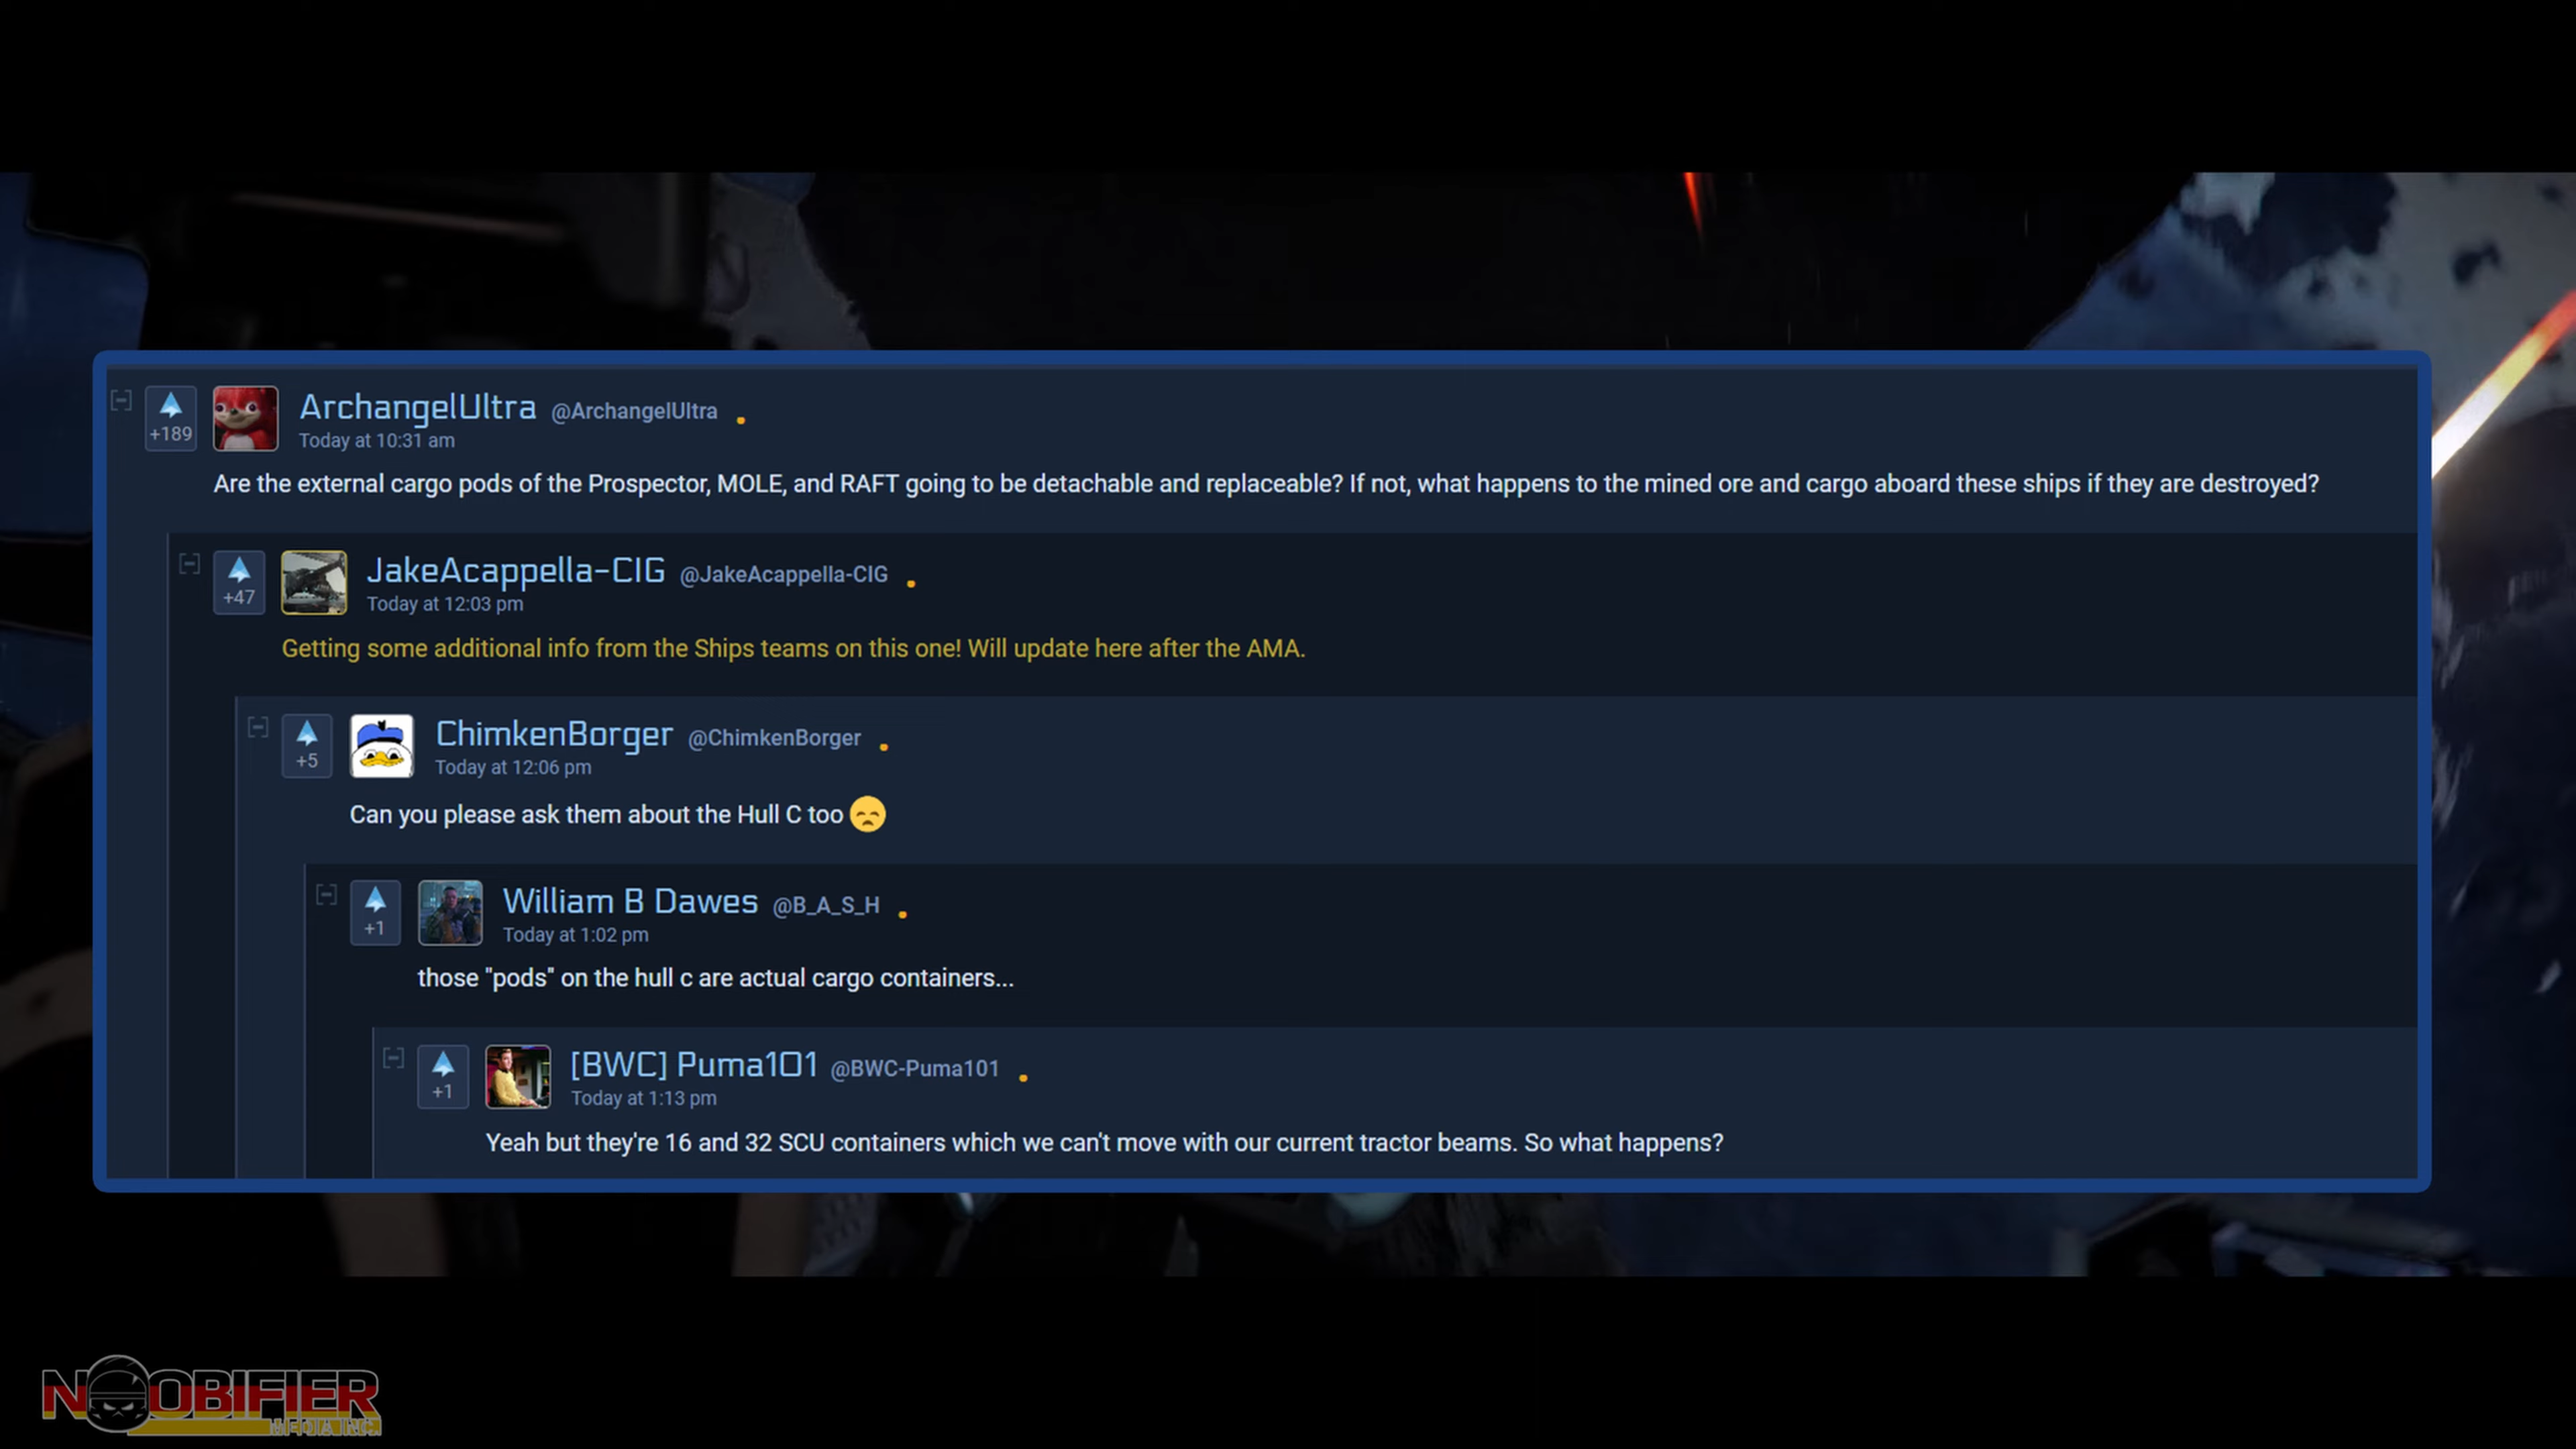 [-]
+189
ArchangelUltra @ArchangelUltra
Today at 10:31 am
Are the external cargo pods of the Prospector, MOLE, and RAFT going to be detachable and replaceable? If not, what happens to the mined ore and cargo aboard these ships if they are destroyed?
[-]
+47
JakeAcappella-CIG @JakeAcappella-CIG
Today at 12:03 pm
Getting some additional info from the Ships teams on this one! Will update here after the AMA.
[-]
+5
ChimkenBorger @ChimkenBorger
Today at 12:06 pm
Can you please ask them about the Hull C too
[-]
+1
William B Dawes @B_A_S_H
Today at 1:02 pm
those "pods" on the hull c are actual cargo containers...
[-]
+1
[BWC] Puma101 @BWC-Puma101
Today at 1:13 pm
Yeah but they're 16 and 32 SCU containers which we can't move with our current tractor beams. So what happens?
NOOBIFIER